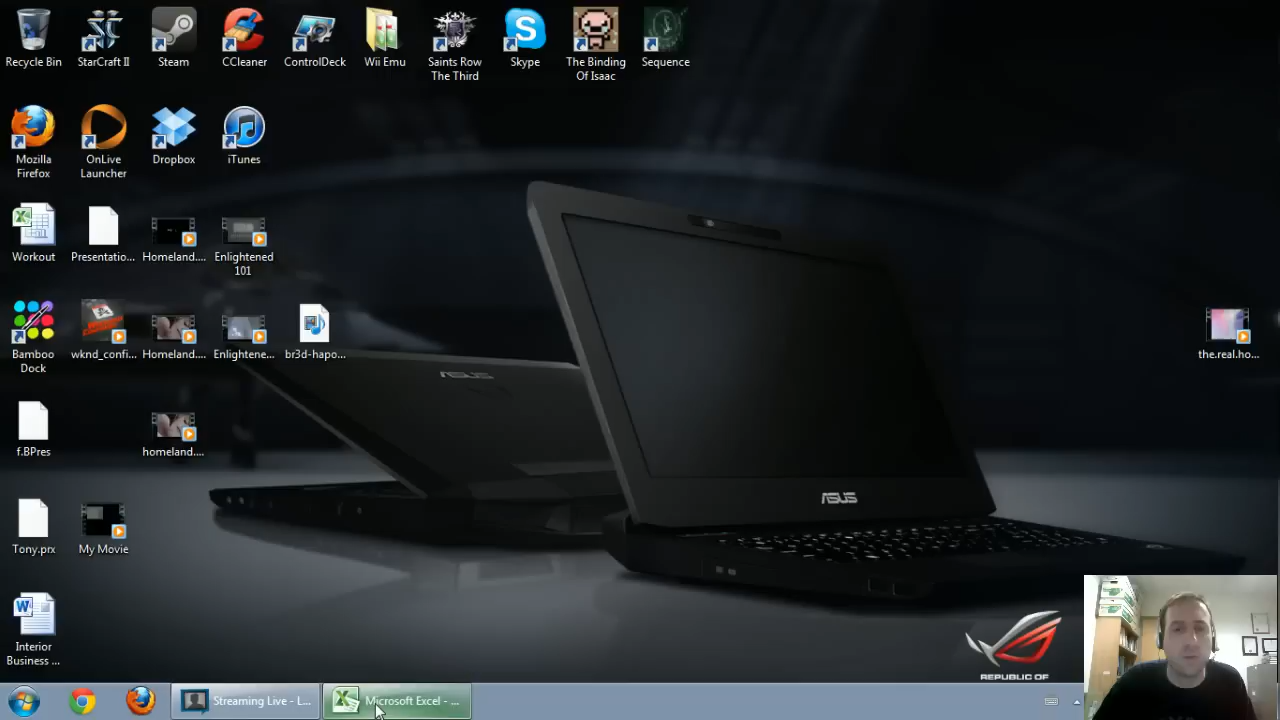 Recycle Bin
StarCraft II
Steam
CCleaner
ControlDeck
Wii Emu
Saints Row
The Third
Skype
The Binding
Of Isaac
Sequence
Mozilla
Firefox
OnLive
Launcher
Dropbox
iTunes
Workout
Presentatio...
Homeland....
Enlightened
101
Bamboo
Dock
wknd_confi...
Homeland....
Enlightene...
br3d-hapo...
the.real.ho...
f.BPres
homeland....
Tony.prx
My Movie
Interior
Business ...
ASUS
ASUS
REPUBLIC OF
Streaming Live - L...
Microsoft Excel - ...